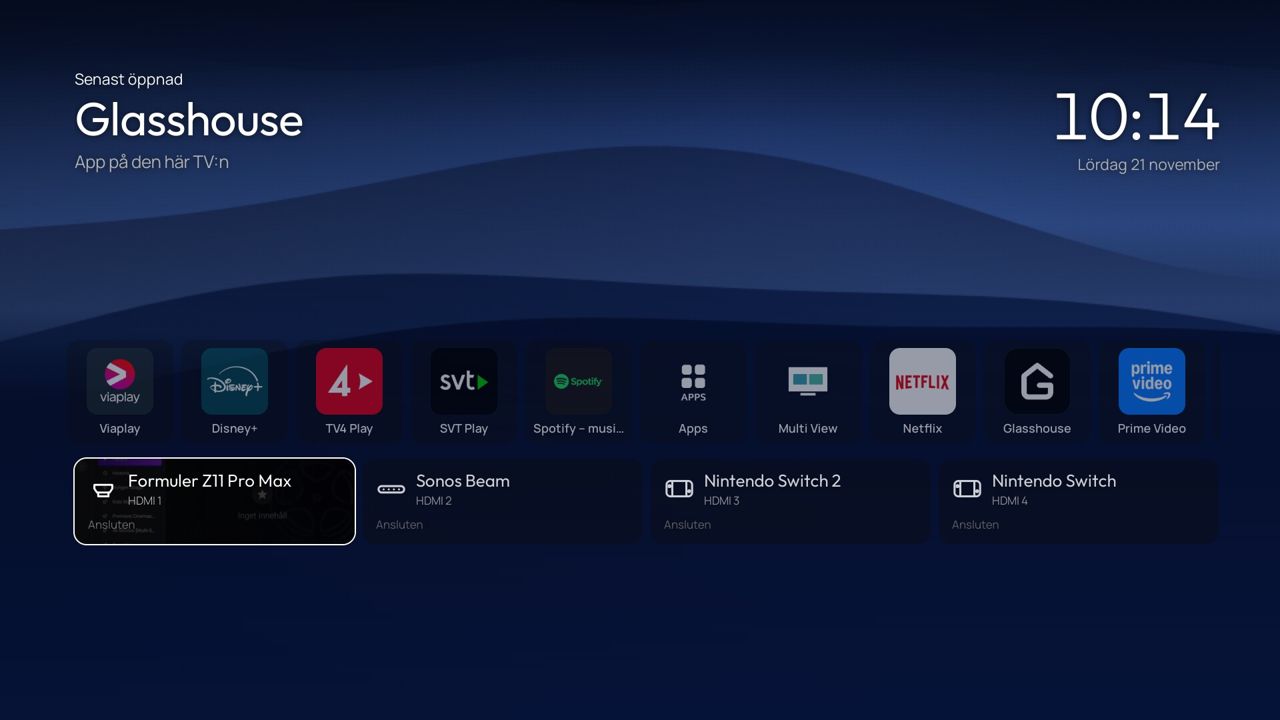 Senast öppnad
Glasshouse
App på den här TV:n
10:14
Lördag 21 november
viaplay
Disney+
4
svt
Spotify
APPS
NETFLIX
prime
video
Viaplay
Disney+
TV4 Play
SVT Play
Spotify – musi...
Apps
Multi View
Netflix
Glasshouse
Prime Video
Formuler Z11 Pro Max
HDMI 1
Inget innehåll
Ansluten
Sonos Beam
HDMI 2
Ansluten
Nintendo Switch 2
HDMI 3
Ansluten
Nintendo Switch
HDMI 4
Ansluten